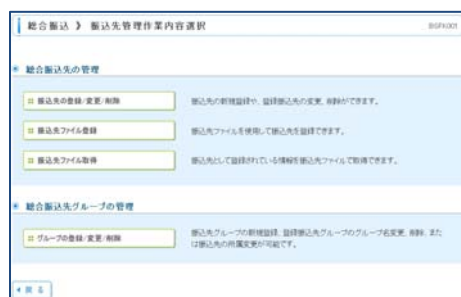 総合振込 》 振込先管理作業内容選択
BSFK001
総合振込先の管理
振込先の登録/変更/削除
振込先の新規登録や、登録振込先の変更、削除ができます。
振込先ファイル登録
振込先ファイルを使用して振込先を登録できます。
振込先ファイル取得
振込先として登録されている情報を振込先ファイルで取得できます。
総合振込先グループの管理
グループの登録/変更/削除
振込先グループの新規登録、登録振込先グループのグループ名変更、削除、また
は振込先の所属変更が可能です。
戻る